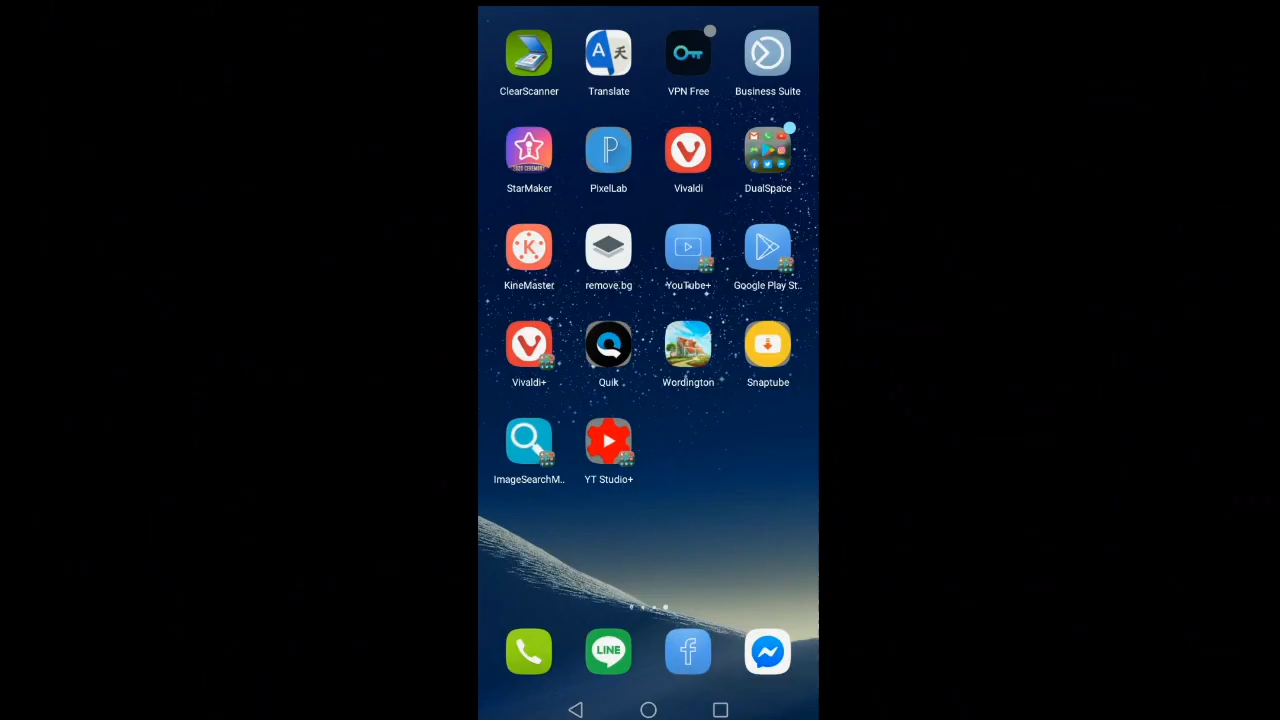 ClearScanner
Translate
VPN Free
Business Suite
StarMaker
PixelLab
Vivaldi
DualSpace
KineMaster
remove.bg
YouTube+
Google Play St..
Vivaldi+
Quik
Wordington
Snaptube
ImageSearchM..
YT Studio+
LINE